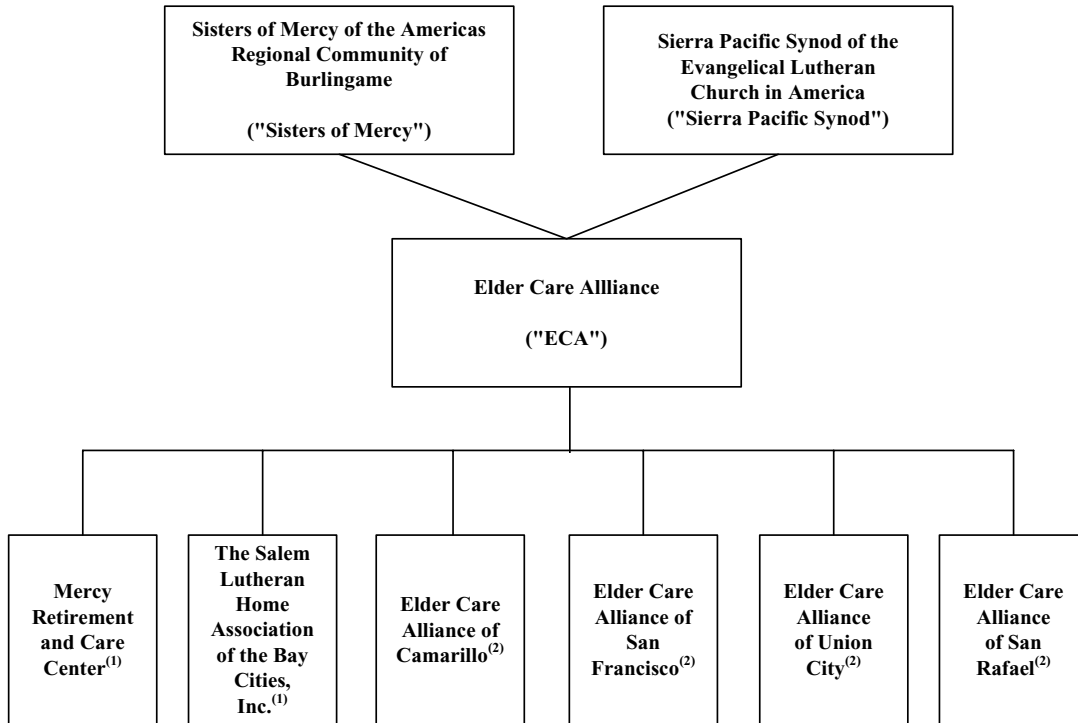 Sisters of Mercy of the Americas
Regional Community of
Burlingame
("Sisters of Mercy")
Sierra Pacific Synod of the
Evangelical Lutheran
Church in America
("Sierra Pacific Synod")
Elder Care Allliance
("ECA")
Mercy
Retirement
and Care
Center(1)
The Salem
Lutheran
Home
Association
of the Bay
Cities,
Inc.(1)
Elder Care
Alliance of
Camarillo(2)
Elder Care
Alliance of
San
Francisco(2)
Elder Care
Alliance
of Union
City(2)
Elder Care
Alliance
of San
Rafael(2)